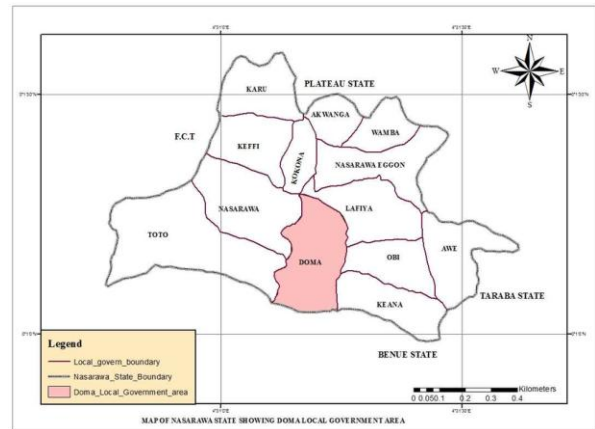 N
W E
S
KARU
PLATEAU STATE
AKWANGA
WAMBA
F.C.T
KEFFI
KOKONA
NASARAWA EGGON
NASARAWA
LAFIYA
TOTO
DOMA
OBI
AWE
KEANA
TARABA STATE
BENUE STATE
Legend
Local_govern_boundary
Nasarawa_State_Boundary
Doma_Local_Government_area
Kilometers
0 0.050.1 0.2 0.3 0.4
MAP OF NASARAWA STATE SHOWING DOMA LOCAL GOVERNMENT AREA